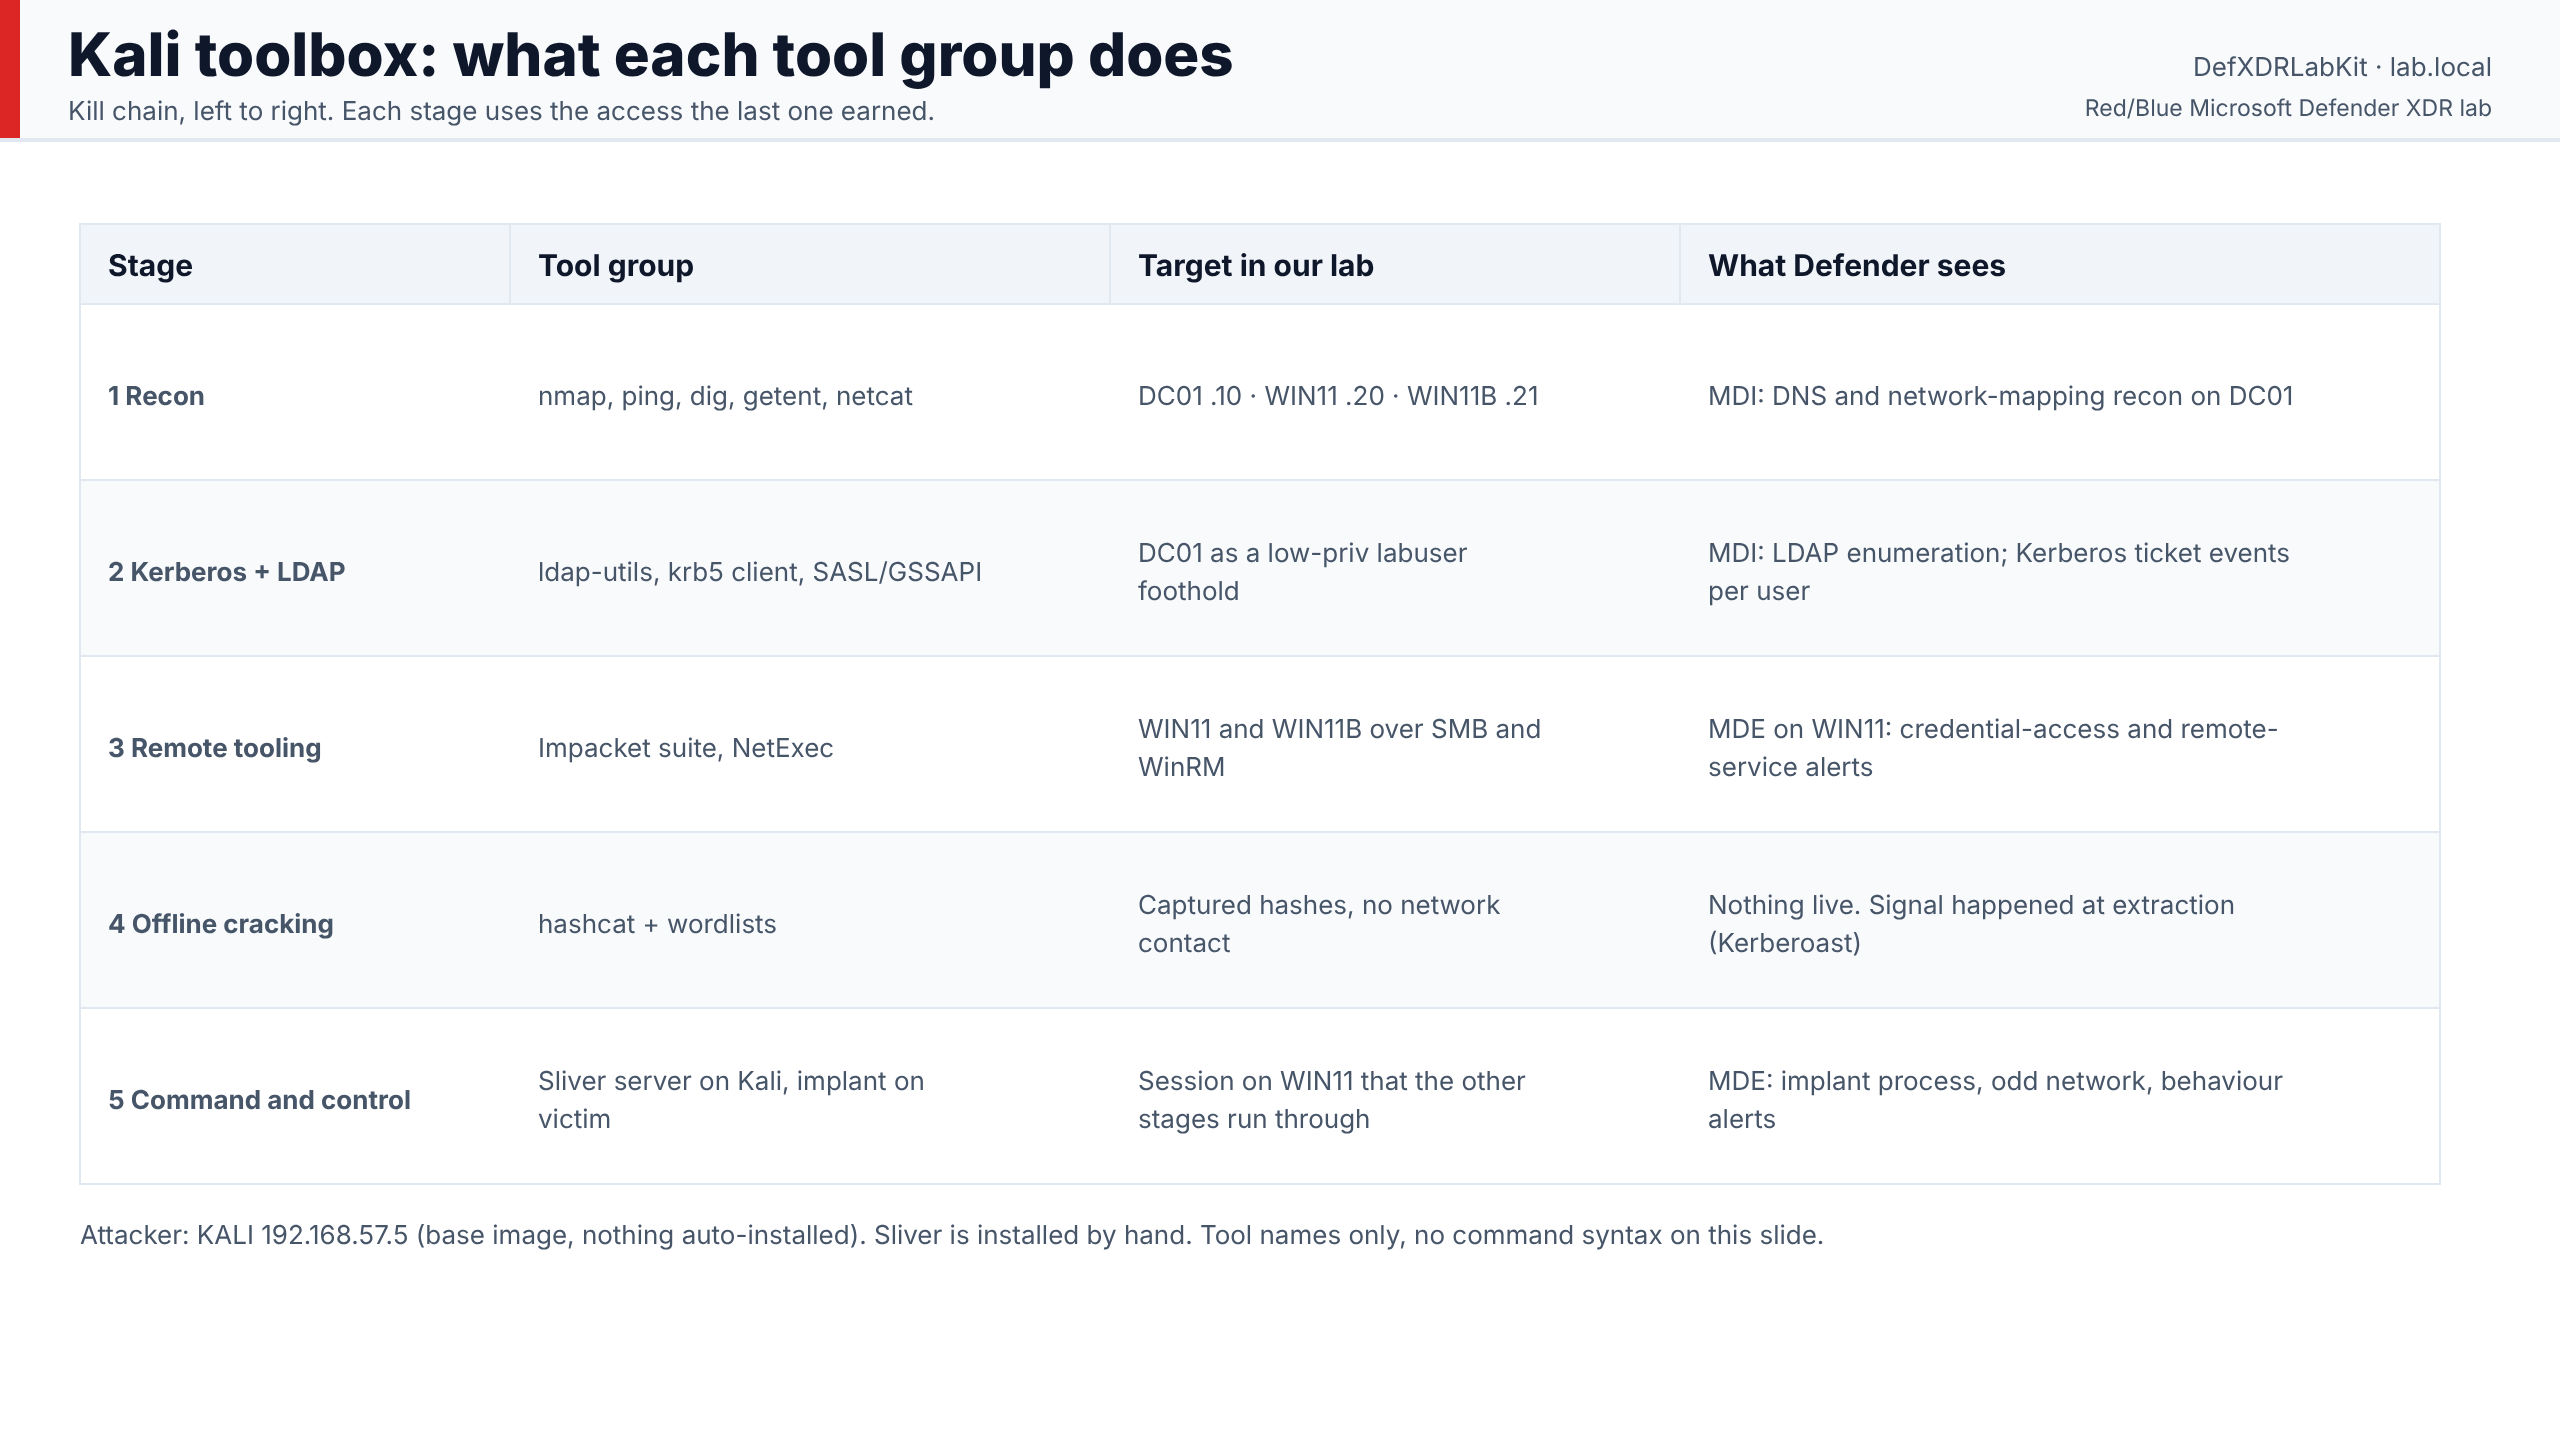 Kali toolbox: what each tool group does
Kill chain, left to right. Each stage uses the access the last one earned.
DefXDRLabKit · lab.local
Red/Blue Microsoft Defender XDR lab
Stage
Tool group
Target in our lab
What Defender sees
1 Recon
nmap, ping, dig, getent, netcat
DC01 .10 · WIN11 .20 · WIN11B .21
MDI: DNS and network-mapping recon on DC01
2 Kerberos + LDAP
ldap-utils, krb5 client, SASL/GSSAPI
DC01 as a low-priv labuser
foothold
MDI: LDAP enumeration; Kerberos ticket events
per user
3 Remote tooling
Impacket suite, NetExec
WIN11 and WIN11B over SMB and
WinRM
MDE on WIN11: credential-access and remote-
service alerts
4 Offline cracking
hashcat + wordlists
Captured hashes, no network
contact
Nothing live. Signal happened at extraction
(Kerberoast)
5 Command and control
Sliver server on Kali, implant on
victim
Session on WIN11 that the other
stages run through
MDE: implant process, odd network, behaviour
alerts
Attacker: KALI 192.168.57.5 (base image, nothing auto-installed). Sliver is installed by hand. Tool names only, no command syntax on this slide.